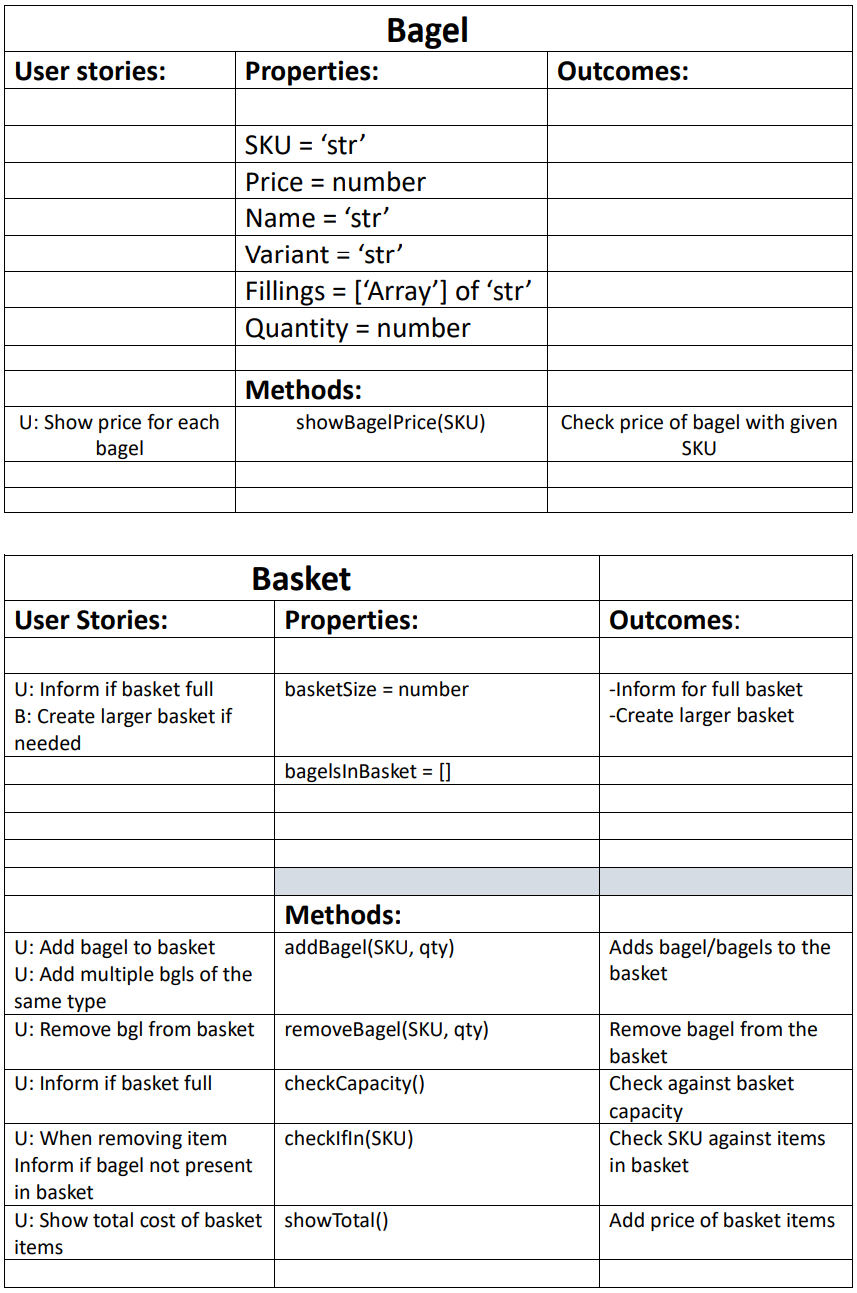 Bagel
User stories: Properties: Outcomes:
SKU = ‘str’
Price = number
Name = ‘str’
Variant = ‘str’
Fillings = [‘Array’] of ‘str’
Quantity = number
Methods:
U: Show price for each bagel
showBagelPrice(SKU)
Check price of bagel with given SKU
Basket
User Stories: Properties: Outcomes:
U: Inform if basket full
B: Create larger basket if
needed
basketSize = number
-Inform for full basket
-Create larger basket
bagelsInBasket = []
Methods:
U: Add bagel to basket
U: Add multiple bgls of the
same type
addBagel(SKU, qty)
Adds bagel/bagels to the
basket
U: Remove bgl from basket
removeBagel(SKU, qty)
Remove bagel from the
basket
U: Inform if basket full
checkCapacity()
Check against basket
capacity
U: When removing item
Inform if bagel not present
in basket
checkIfIn(SKU)
Check SKU against items
in basket
U: Show total cost of basket
items
showTotal()
Add price of basket items